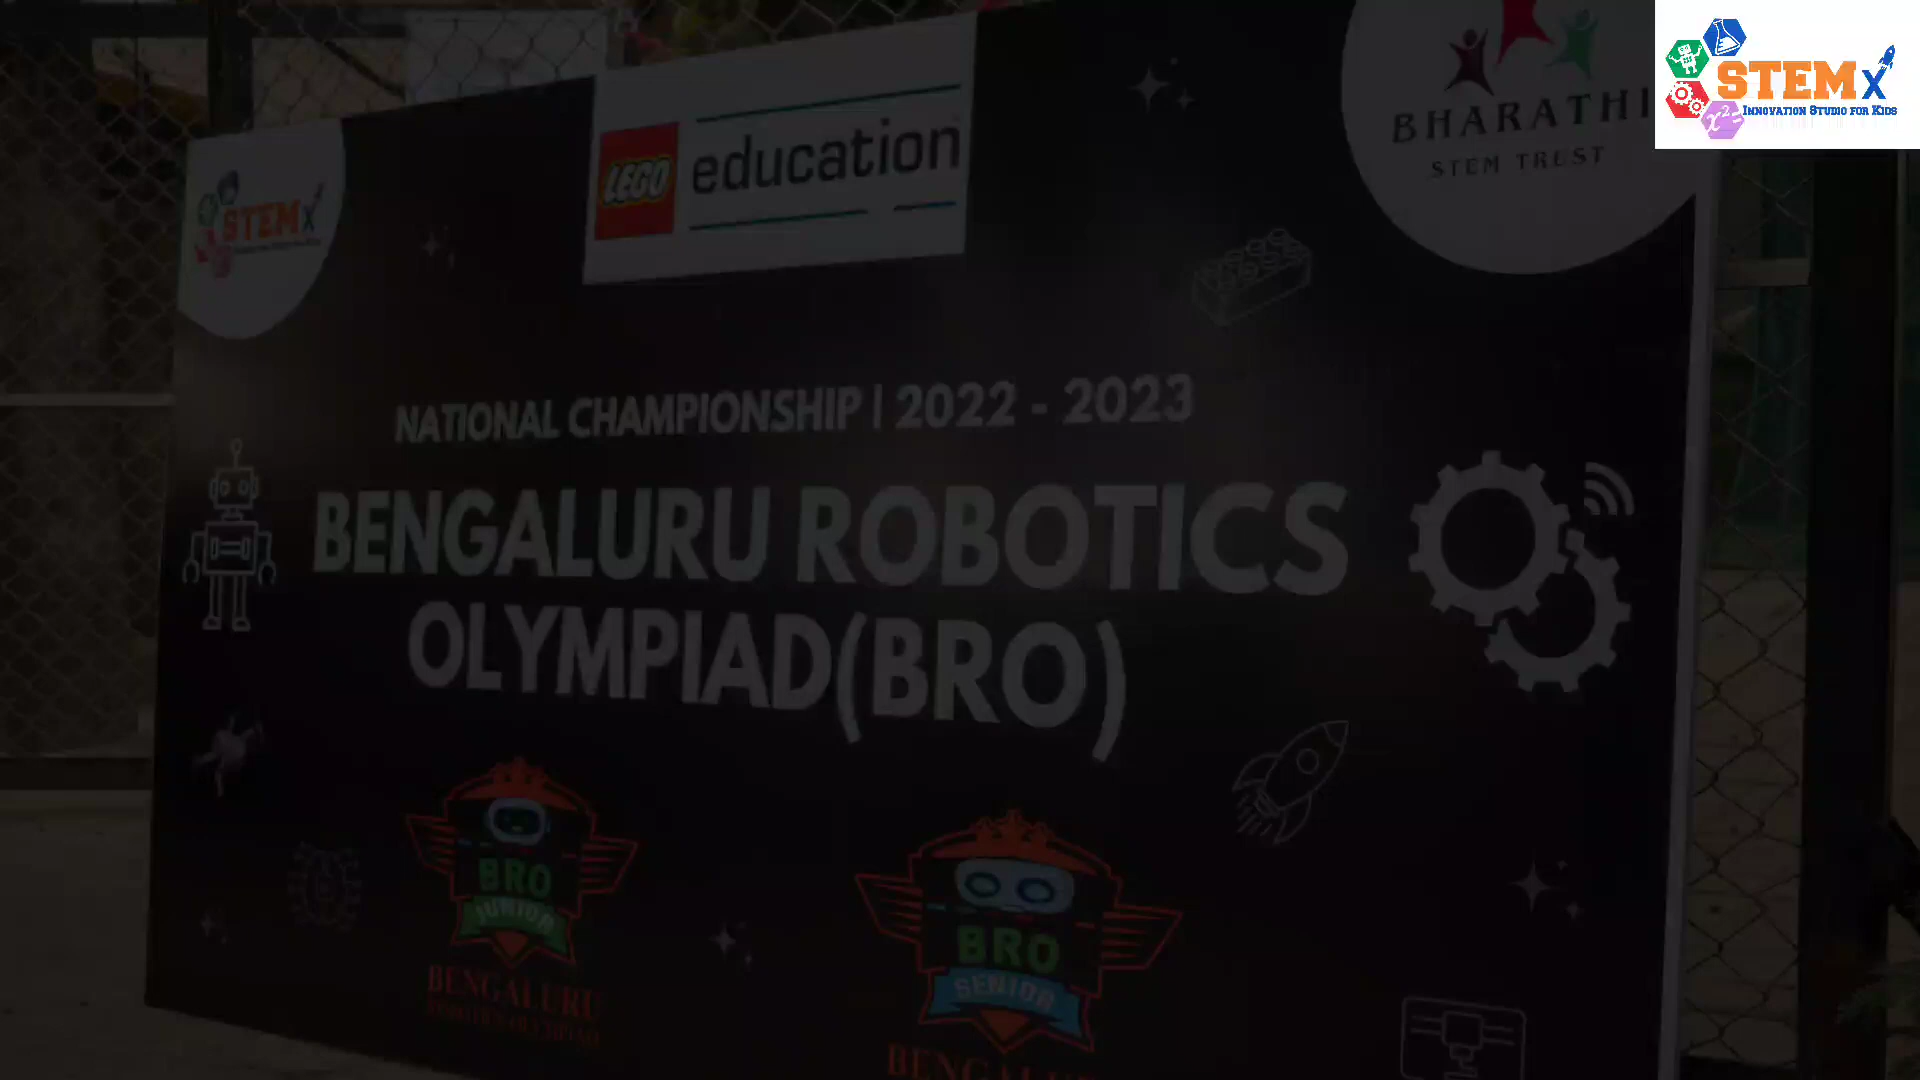 STEMx
INNOVATION STUDIO FOR KIDS
STEMx
LEGO education
BHARATHI
STEM TRUST
NATIONAL CHAMPIONSHIP | 2022 - 2023
BENGALURU ROBOTICS
OLYMPIAD(BRO)
BRO
JUNIOR
BENGALURU
BRO
SENIOR